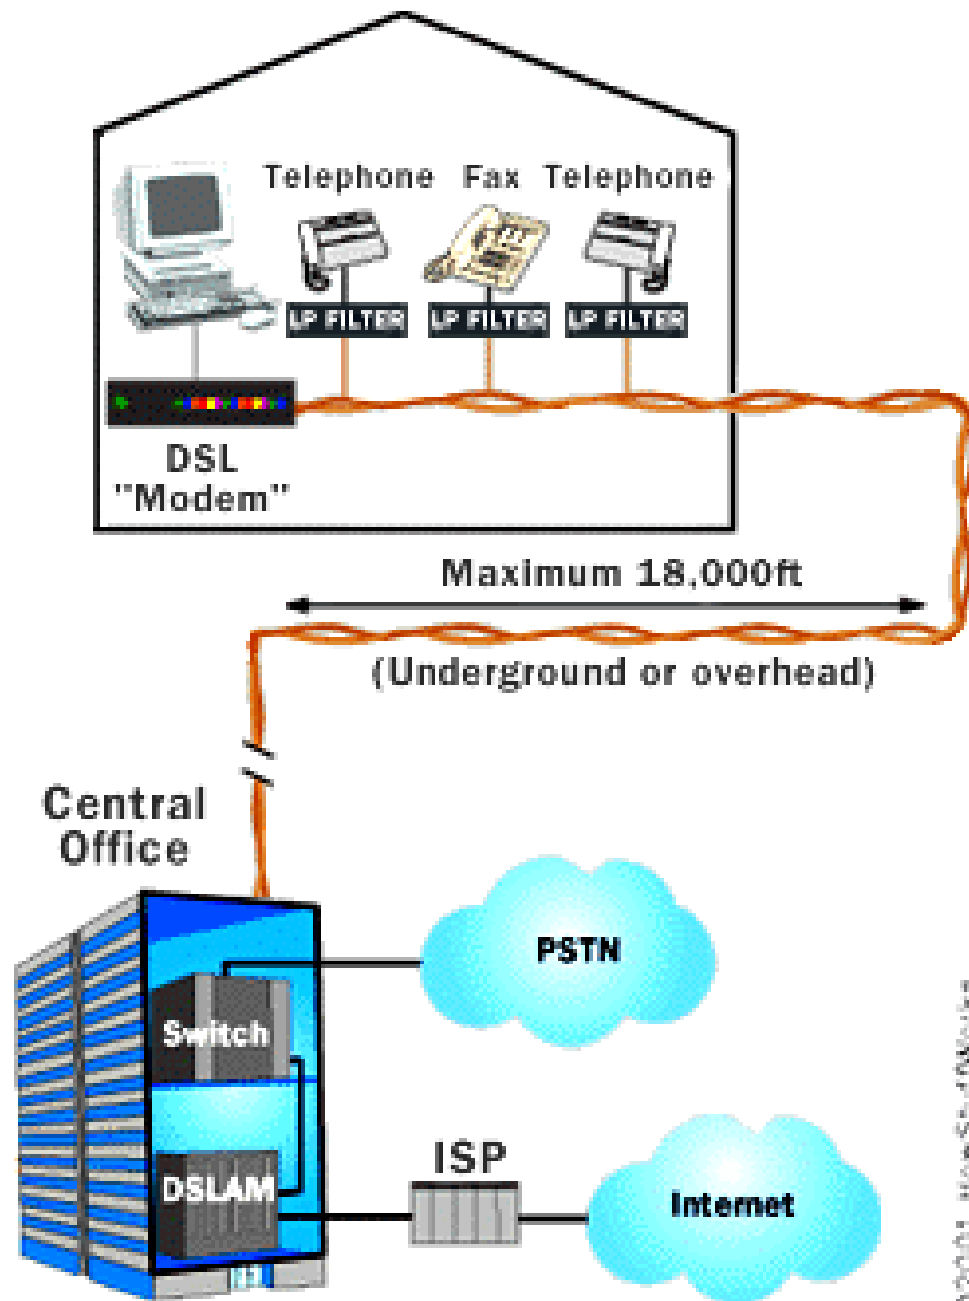 Telephone Fax Telephone
LP FILTER LP FILTER LP FILTER
DSL
"Modem"
Maximum 18,000ft
(Underground or overhead)
Central
Office
PSTN
Switch
ISP
DSLAM
Internet